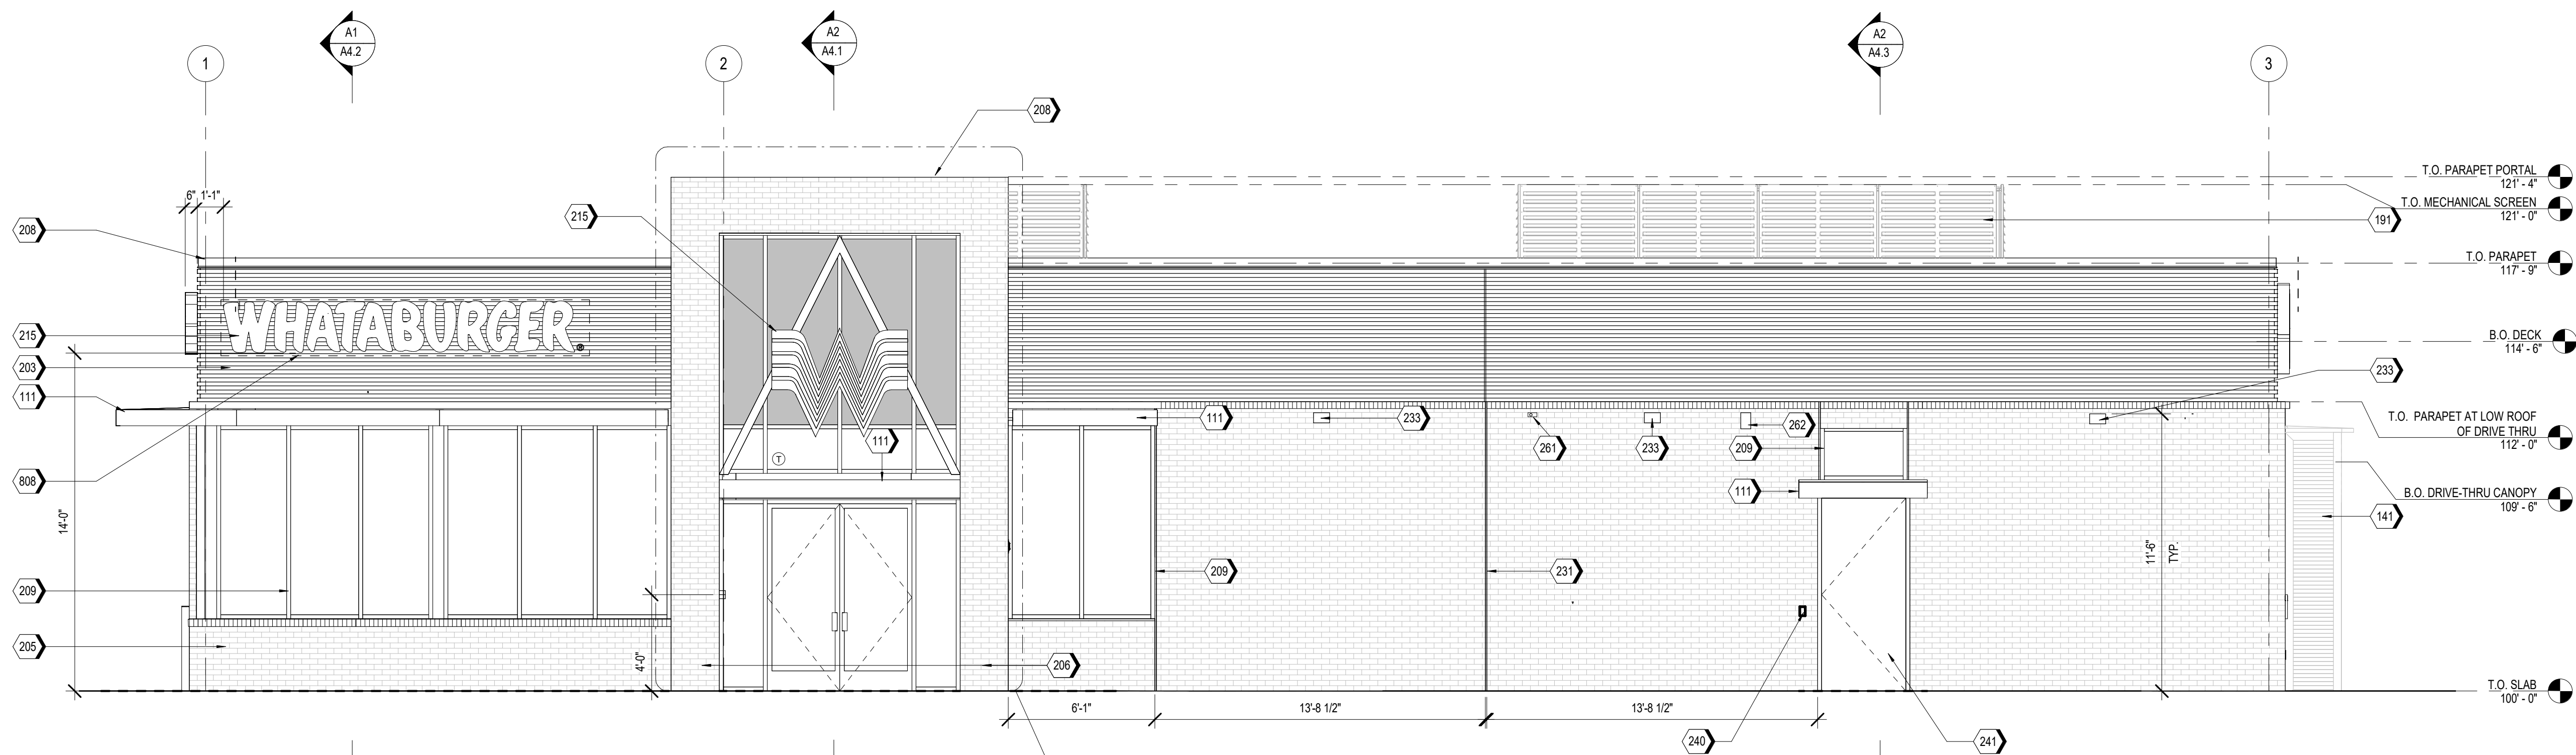 A1
A4.2
A2
A4.1
A2
A4.3
1
2
3
208
T.O. PARAPET PORTAL
121' - 4"
T.O. MECHANICAL SCREEN
121' - 0"
6" 1'-1"
215
191
208
T.O. PARAPET
117' - 9"
WHATABURGER®
215
B.O. DECK
114' - 6"
203
233
111
111
233
T.O. PARAPET AT LOW ROOF
OF DRIVE THRU
112' - 0"
262
111
261
233
209
T
808
111
B.O. DRIVE-THRU CANOPY
109' - 6"
141
14'-0"
11'-6"
TYP.
209
209
231
205
4'-0"
206
T.O. SLAB
100' - 0"
6'-1"
13'-8 1/2"
13'-8 1/2"
240
241